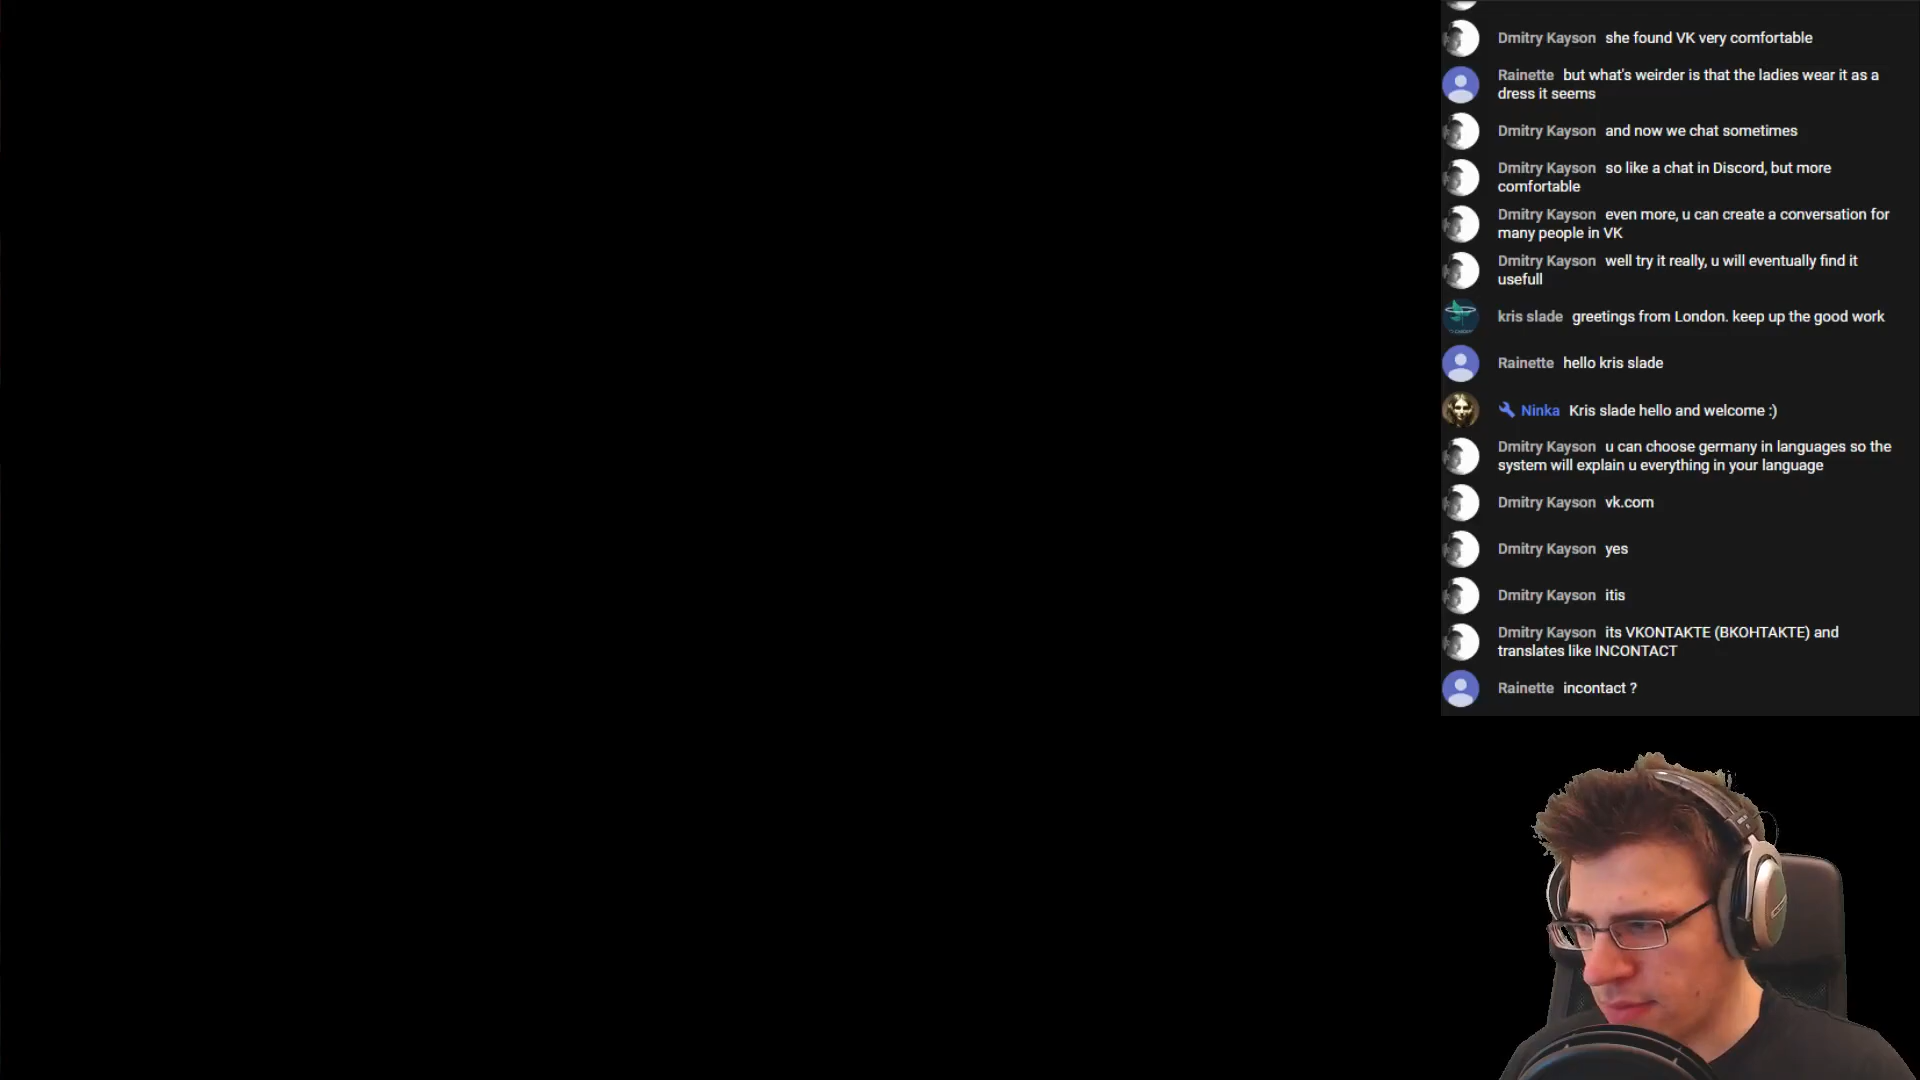 Dmitry Kayson she found VK very comfortable
Rainette but what's weirder is that the ladies wear it as a
dress it seems
Dmitry Kayson and now we chat sometimes
Dmitry Kayson so like a chat in Discord, but more
comfortable
Dmitry Kayson even more, u can create a conversation for
many people in VK
Dmitry Kayson well try it really, u will eventually find it
usefull
kris slade greetings from London. keep up the good work
Rainette hello kris slade
Ninka Kris slade hello and welcome :)
Dmitry Kayson u can choose germany in languages so the
system will explain u everything in your language
Dmitry Kayson vk.com
Dmitry Kayson yes
Dmitry Kayson itis
Dmitry Kayson its VKONTAKTE (ВКОНТАКТЕ) and
translates like INCONTACT
Rainette incontact ?